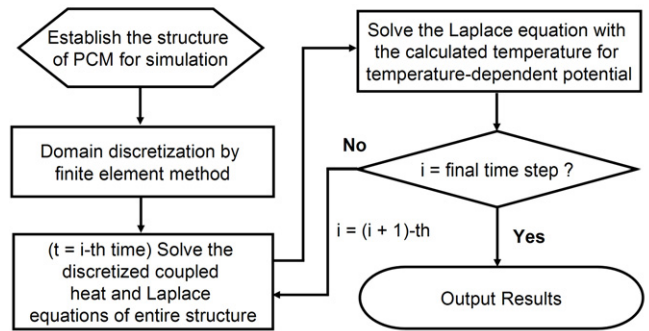 Establish the structure
of PCM for simulation
Domain discretization by
finite element method
(t = i-th time) Solve the
discretized coupled
heat and Laplace
equations of entire structure
Solve the Laplace equation with
the calculated temperature for
temperature-dependent potential
No
i = final time step ?
i = (i + 1)-th
Yes
Output Results